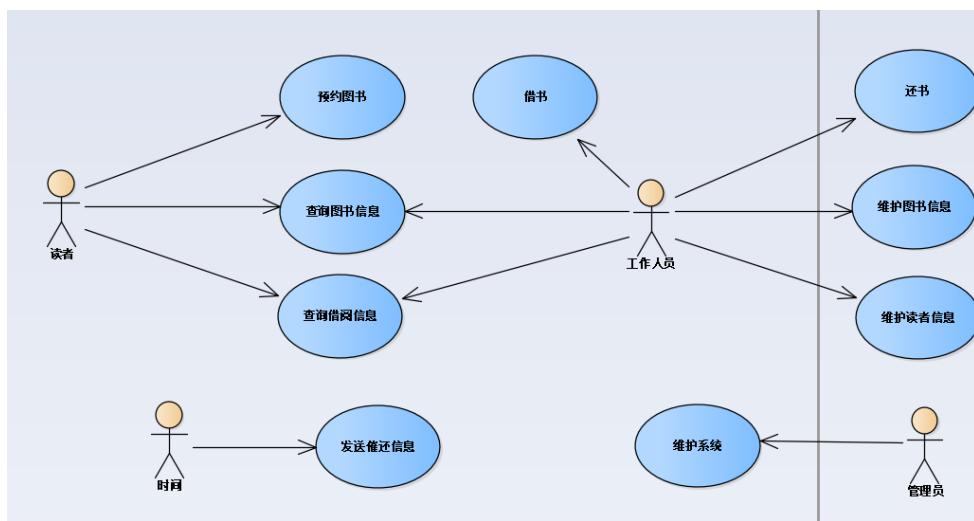 预约图书
借书
还书
读者
查询图书信息
工作人员
维护图书信息
查询借阅信息
维护读者信息
时间
发送催还信息
维护系统
管理员